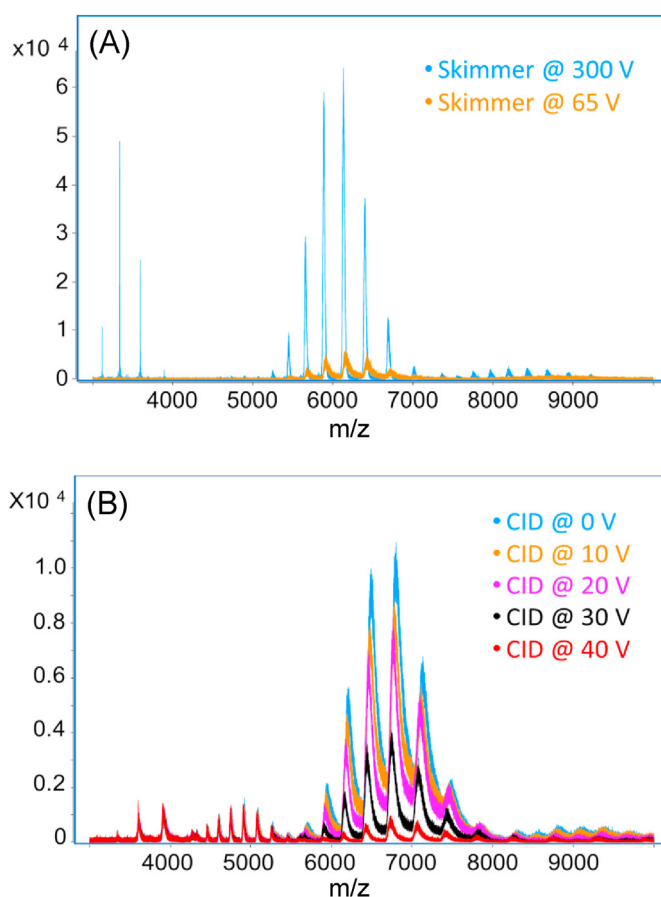 x10 4
(A)
• Skimmer @ 300 V
• Skimmer @ 65 V
6
5
4
3
2
1
0
4000 5000 6000 7000 8000 9000
m/z
X10 4
(B)
• CID @ 0 V
• CID @ 10 V
• CID @ 20 V
• CID @ 30 V
• CID @ 40 V
1.0
0.8
0.6
0.4
0.2
0
4000 5000 6000 7000 8000 9000
m/z